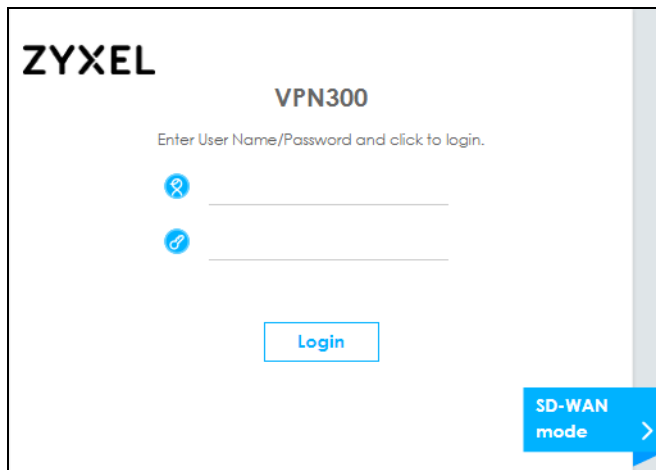 ZYXEL
VPN300
Enter User Name/Password and click to login.
Login
SD-WAN
mode